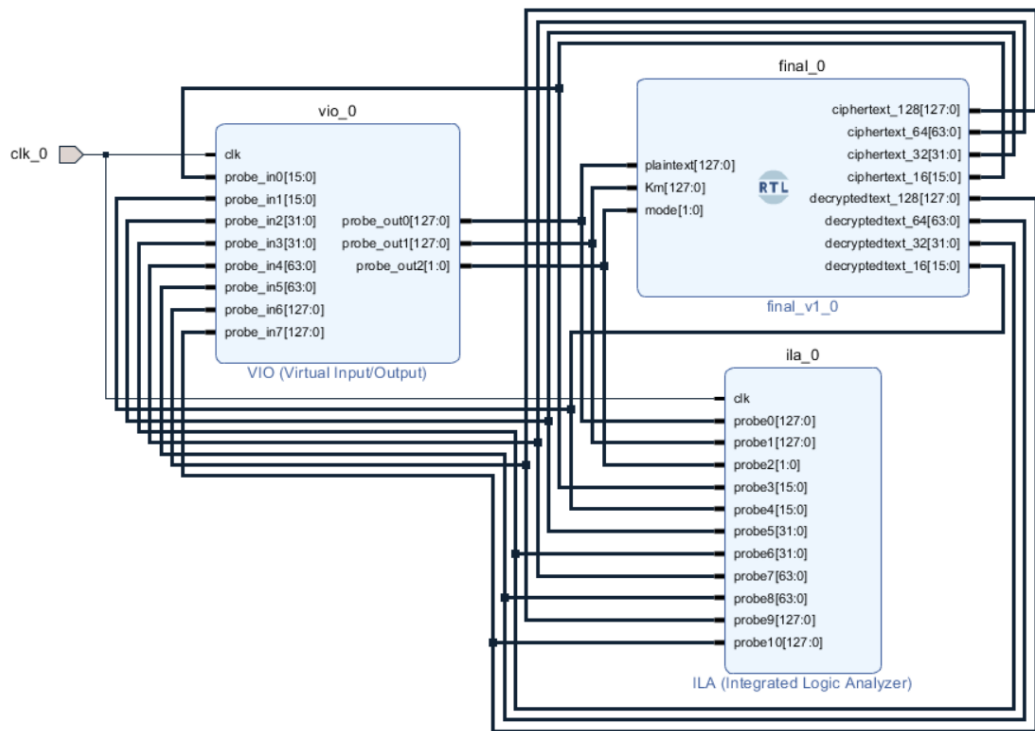 clk_0
vio_0
clk
probe_in0[15:0]
probe_in1[15:0]
probe_in2[31:0]
probe_in3[31:0]
probe_in4[63:0]
probe_in5[63:0]
probe_in6[127:0]
probe_in7[127:0]
probe_out0[127:0]
probe_out1[127:0]
probe_out2[1:0]
VIO (Virtual Input/Output)
final_0
plaintext[127:0]
Km[127:0]
mode[1:0]
RTL
ciphertext_128[127:0]
ciphertext_64[63:0]
ciphertext_32[31:0]
ciphertext_16[15:0]
decryptedtext_128[127:0]
decryptedtext_64[63:0]
decryptedtext_32[31:0]
decryptedtext_16[15:0]
final_v1_0
ila_0
clk
probe0[127:0]
probe1[127:0]
probe2[1:0]
probe3[15:0]
probe4[15:0]
probe5[31:0]
probe6[31:0]
probe7[63:0]
probe8[63:0]
probe9[127:0]
probe10[127:0]
ILA (Integrated Logic Analyzer)